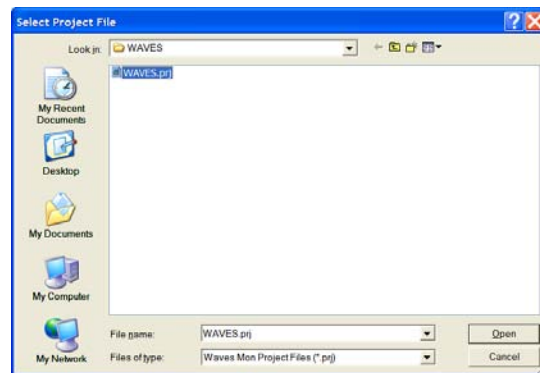 Select Project File
Look in: WAVES
WAVES.prj
My Recent
Documents
Desktop
My Documents
My Computer
My Network
File name: WAVES.prj Open
Files of type: Waves Mon Project Files (*.prj) Cancel